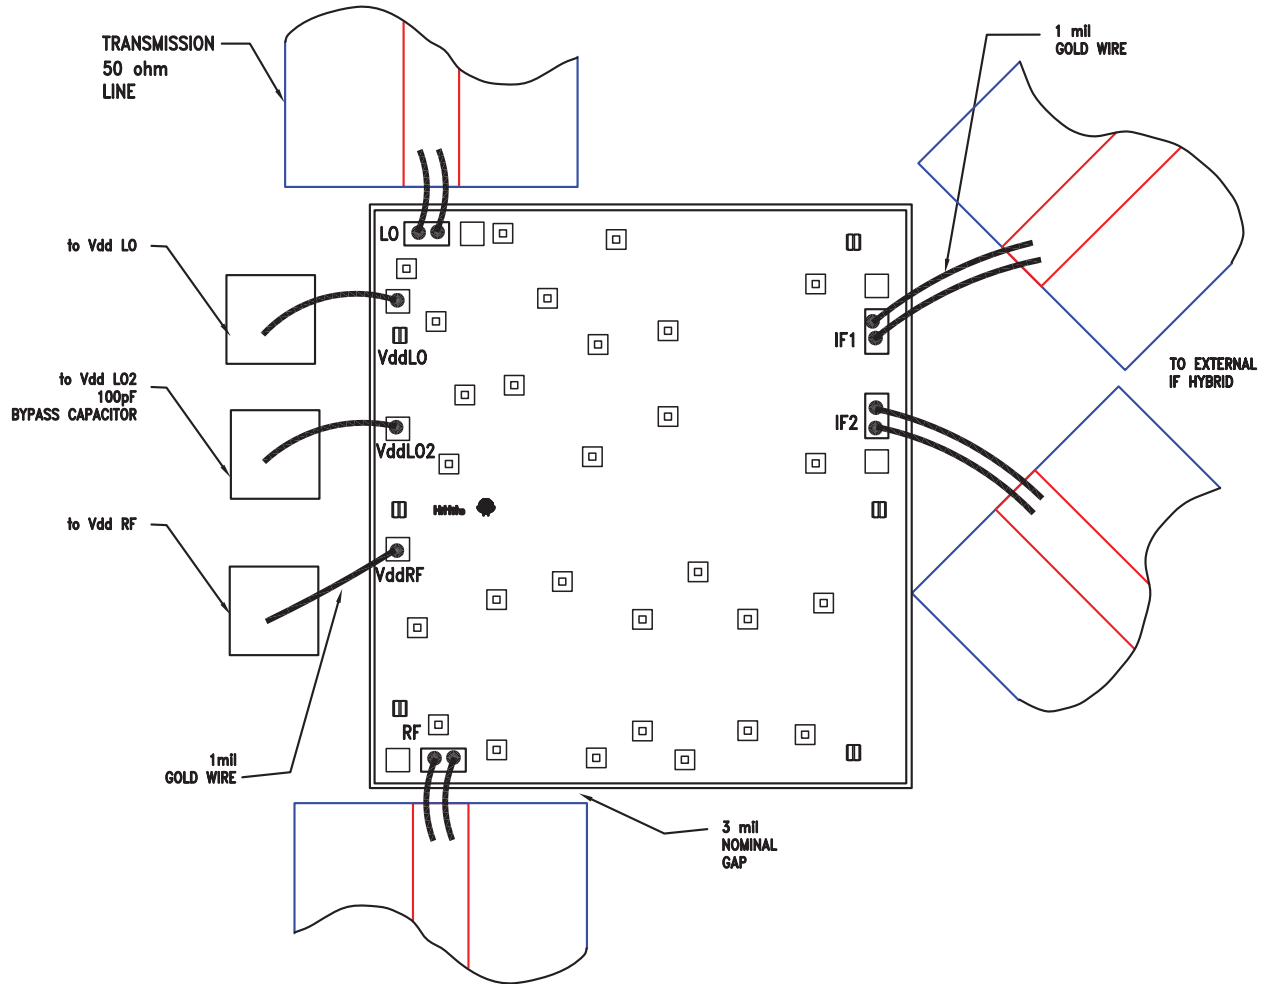 TRANSMISSION
50 ohm
LINE
1 mil
GOLD WIRE
LO
to Vdd LO
VddLO
IF1
TO EXTERNAL
IF HYBRID
to Vdd LO2
100pF
BYPASS CAPACITOR
IF2
VddLO2
Hittite
to Vdd RF
VddRF
RF
1mil
GOLD WIRE
3 mil
NOMINAL
GAP